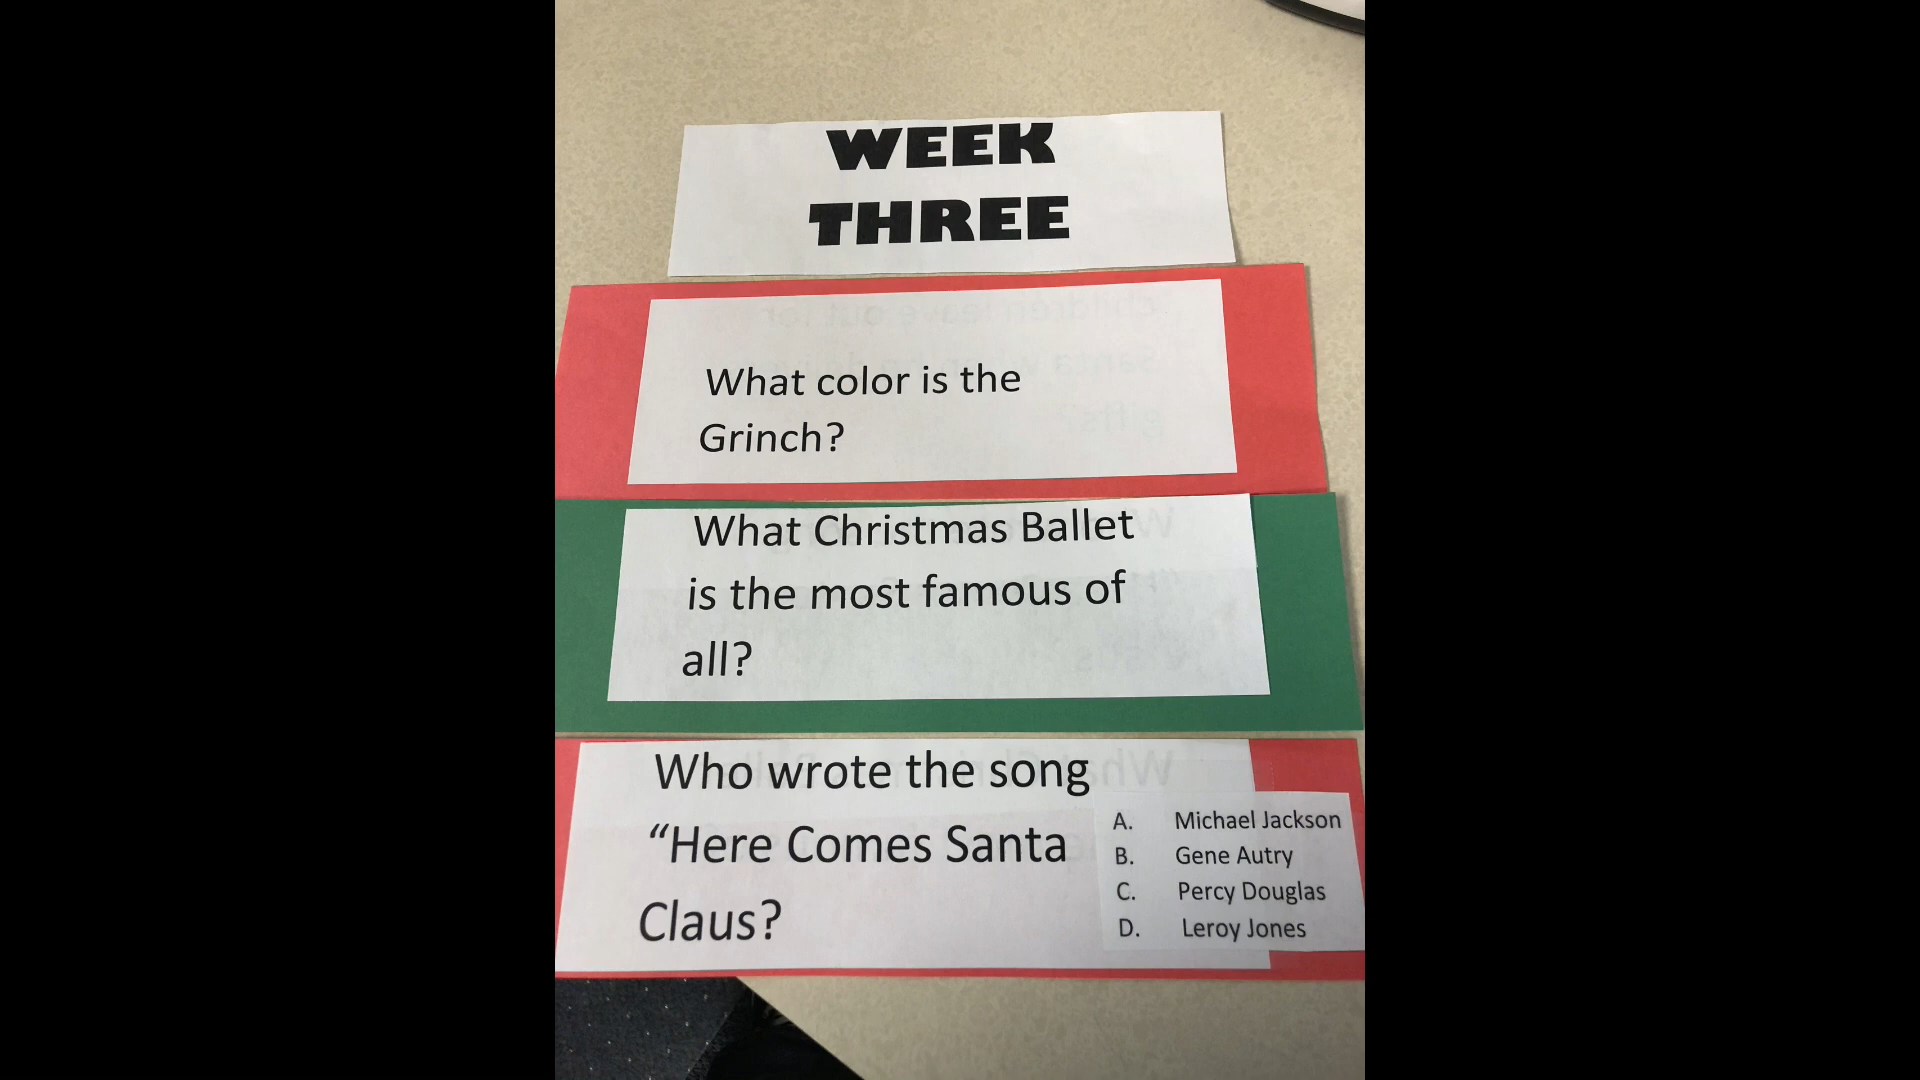 WEEK
THREE
What color is the
Grinch?
What Christmas Ballet
is the most famous of
all?
Who wrote the song
“Here Comes Santa
Claus?
A. Michael Jackson
B. Gene Autry
C. Percy Douglas
D. Leroy Jones